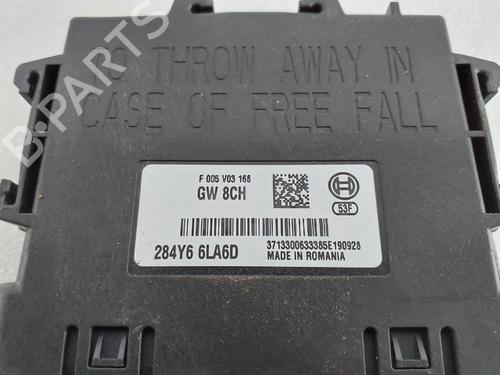 TO THROW AWAY IN
CASE OF FREE FALL
F 005 V03 168
GW 8CH
53F
284Y6 6LA6D
3713300633385E190928
MADE IN ROMANIA
B-PARTS